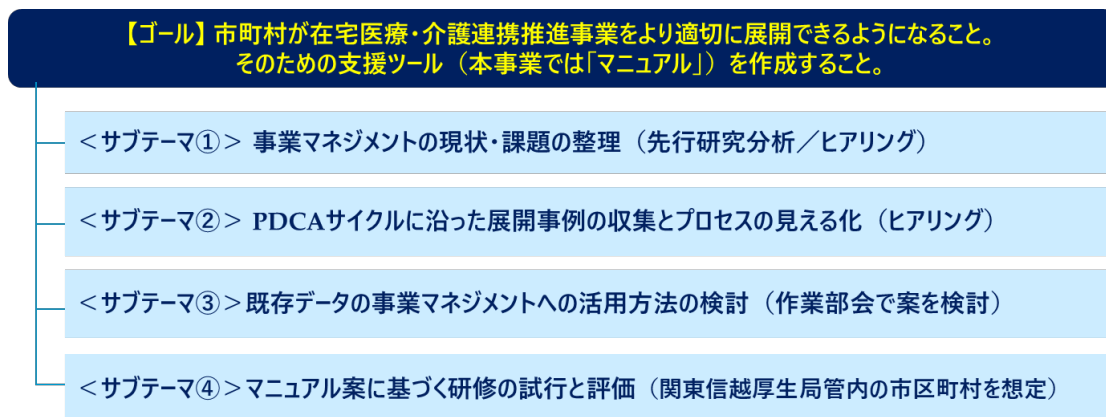 【ゴール】市町村が在宅医療・介護連携推進事業をより適切に展開できるようになること。
そのための支援ツール（本事業では「マニュアル」）を作成すること。
＜サブテーマ①＞ 事業マネジメントの現状・課題の整理（先行研究分析／ヒアリング）
＜サブテーマ②＞ PDCAサイクルに沿った展開事例の収集とプロセスの見える化（ヒアリング）
＜サブテーマ③＞既存データの事業マネジメントへの活用方法の検討（作業部会で案を検討）
＜サブテーマ④＞マニュアル案に基づく研修の試行と評価（関東信越厚生局管内の市区町村を想定）